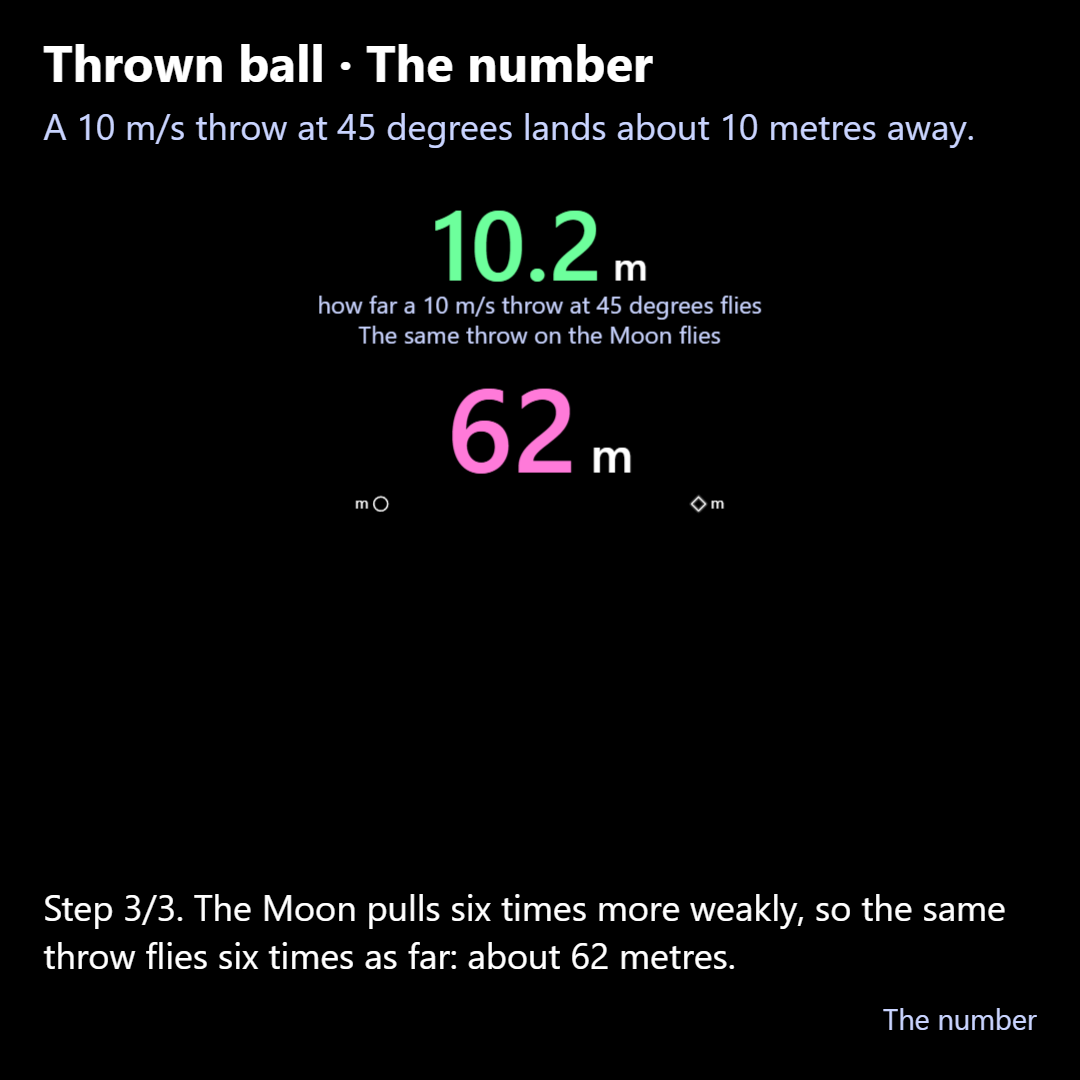 Thrown ball · The number
A 10 m/s throw at 45 degrees lands about 10 metres away.
10.2 m
how far a 10 m/s throw at 45 degrees flies
The same throw on the Moon flies
62 m
m
m
Step 3/3. The Moon pulls six times more weakly, so the same
throw flies six times as far: about 62 metres.
The number